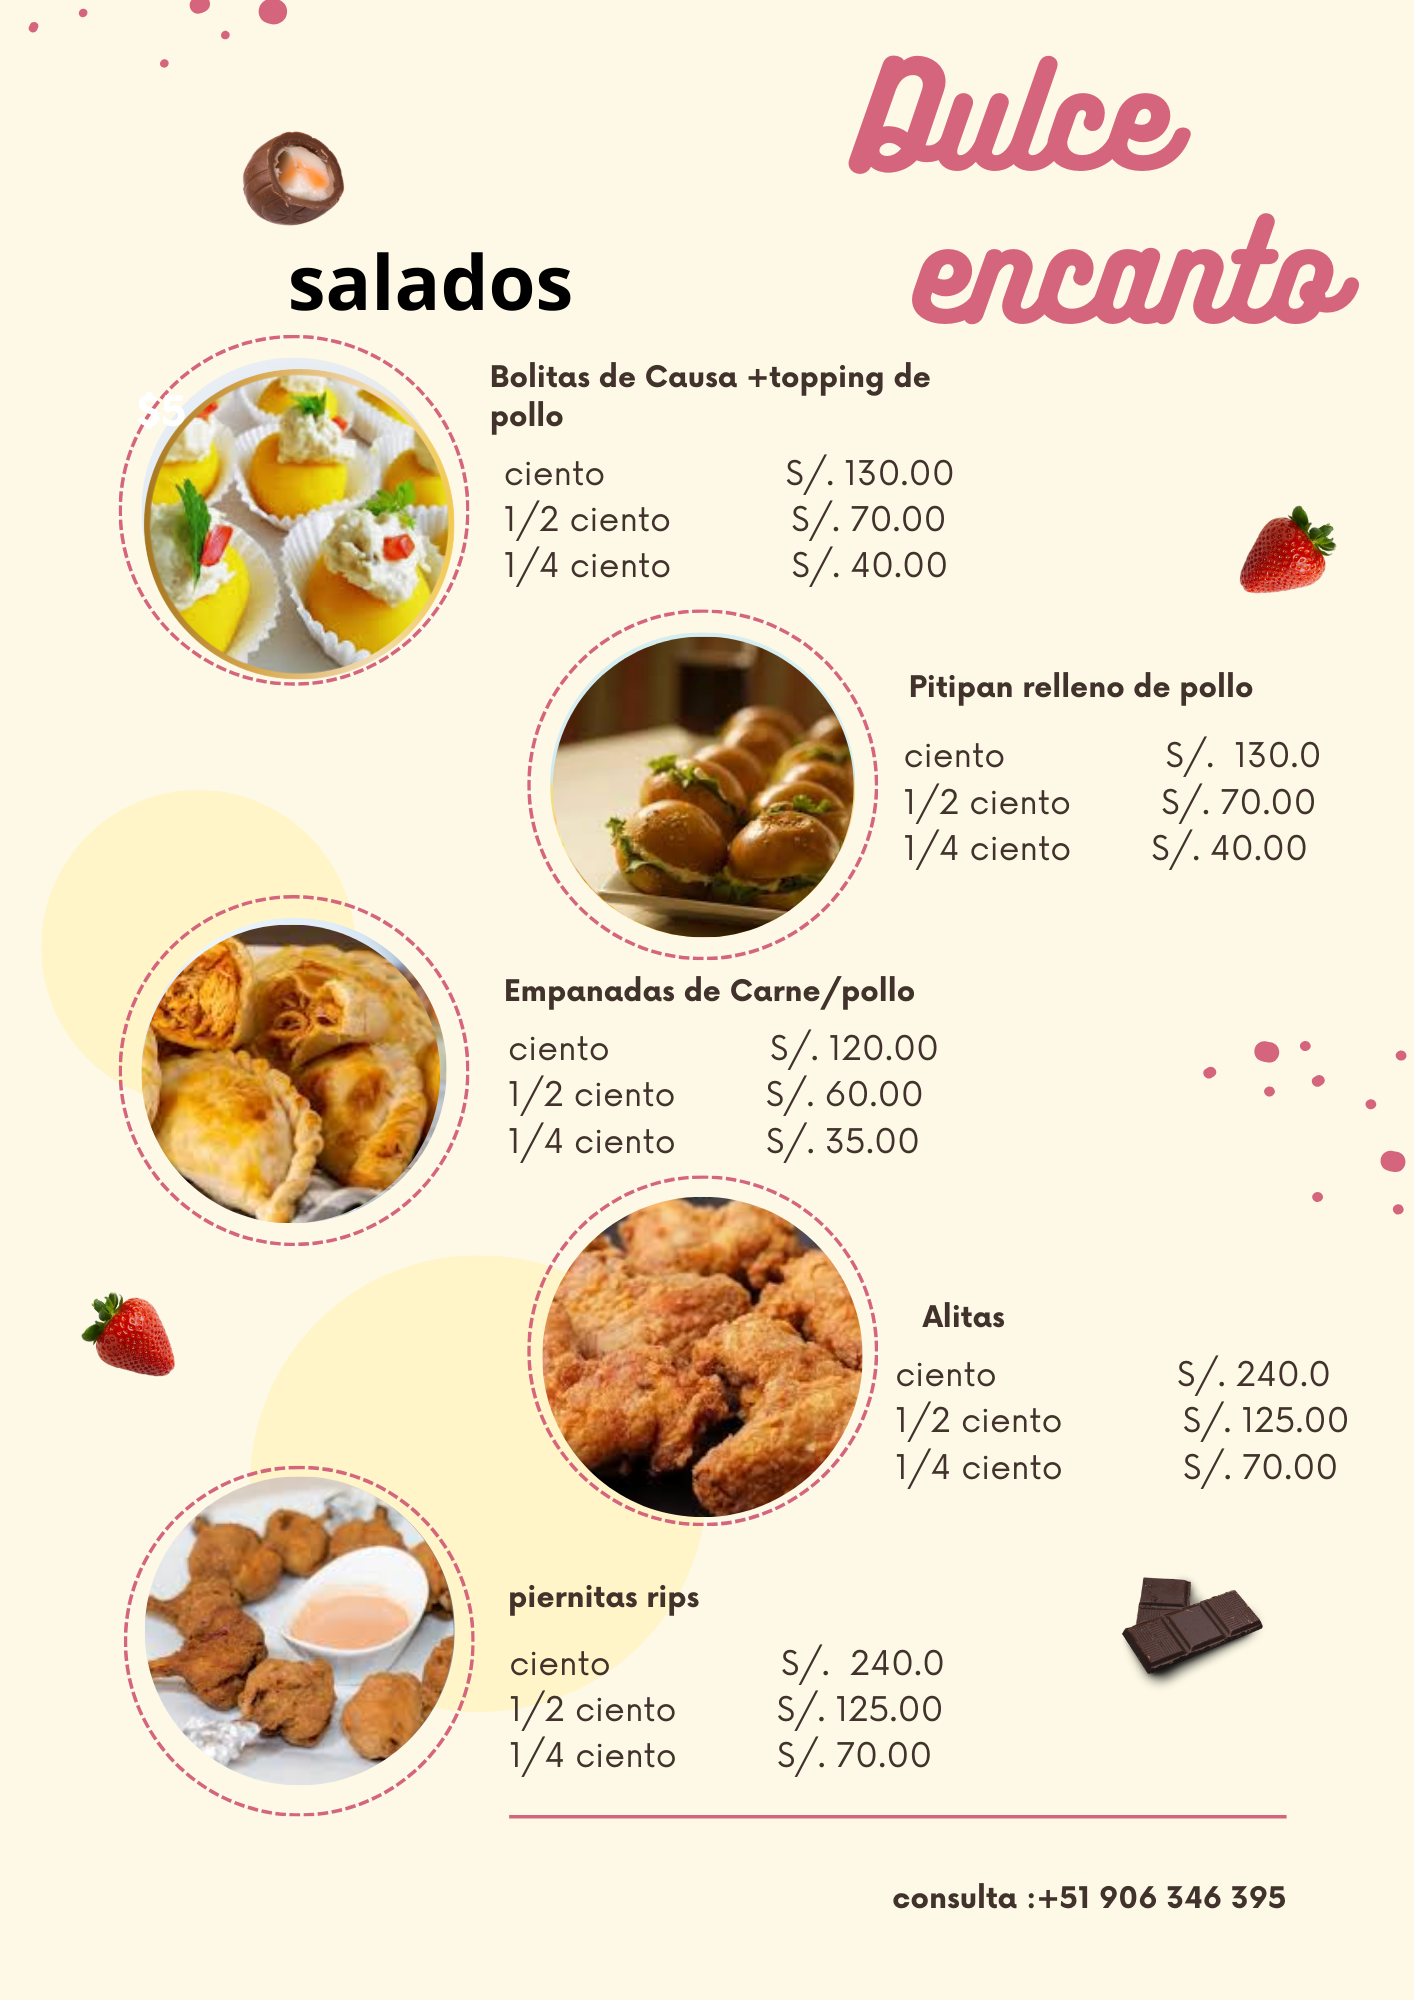 Dulce
encanto
salados
$5
Bolitas de Causa +topping de
pollo
ciento S/. 130.00
1/2 ciento S/. 70.00
1/4 ciento S/. 40.00
Pitipan relleno de pollo
ciento S/. 130.0
1/2 ciento S/. 70.00
1/4 ciento S/. 40.00
Empanadas de Carne/pollo
ciento S/. 120.00
1/2 ciento S/. 60.00
1/4 ciento S/. 35.00
Alitas
ciento S/. 240.0
1/2 ciento S/. 125.00
1/4 ciento S/. 70.00
piernitas rips
ciento S/. 240.0
1/2 ciento S/. 125.00
1/4 ciento S/. 70.00
consulta :+51 906 346 395